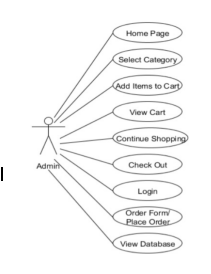 Home Page
Select Category
Add Items to Cart
View Cart
Continue Shopping
Check Out
Admin
Login
Order Form/
Place Order
View Database